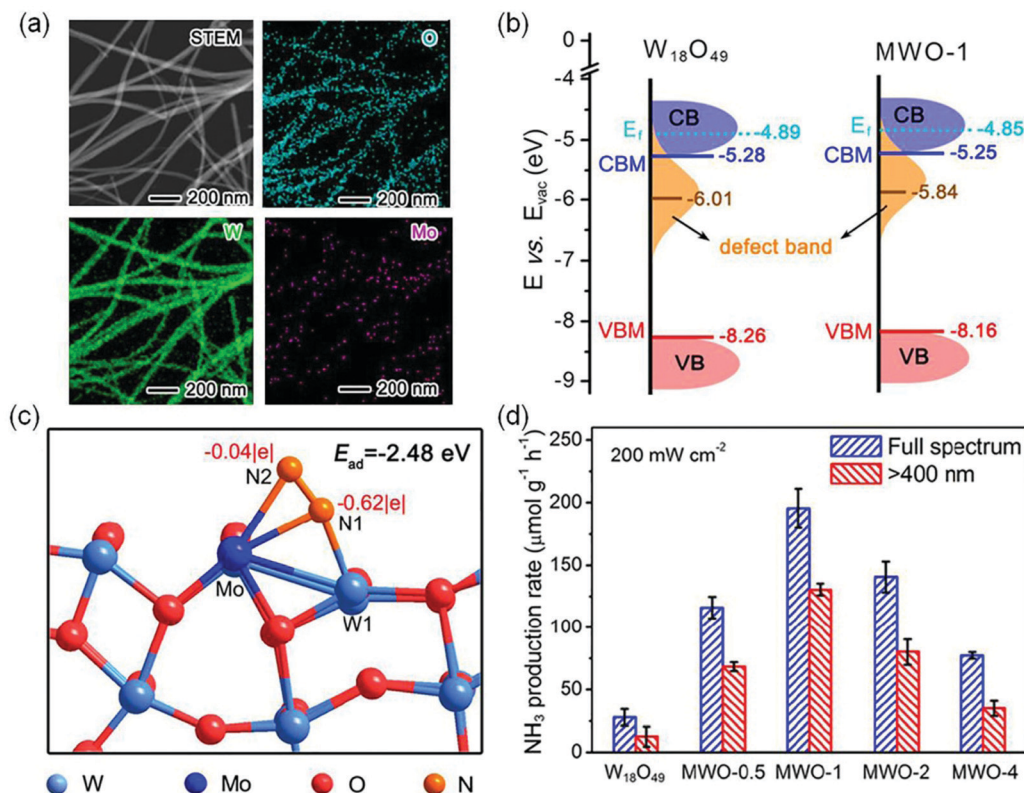 (a)
STEM
200 nm
O
200 nm
W
200 nm
Mo
200 nm
(b)
W₁₈O₄₉
MWO-1
E vs. Evac (eV)
0
-4
-5
-6
-7
-8
-9
CB
Ef
-4.89
CBM
-5.28
-6.01
defect band
VBM
-8.26
VB
CB
Ef
-4.85
CBM
-5.25
-5.84
VBM
-8.16
VB
(c)
Ead=-2.48 eV
-0.04|e|
N2
-0.62|e|
N1
Mo
W1
W
Mo
O
N
(d)
200 mW cm⁻²
Full spectrum
>400 nm
NH₃ production rate (μmol g⁻¹ h⁻¹)
250
200
150
100
50
0
W₁₈O₄₉
MWO-0.5
MWO-1
MWO-2
MWO-4